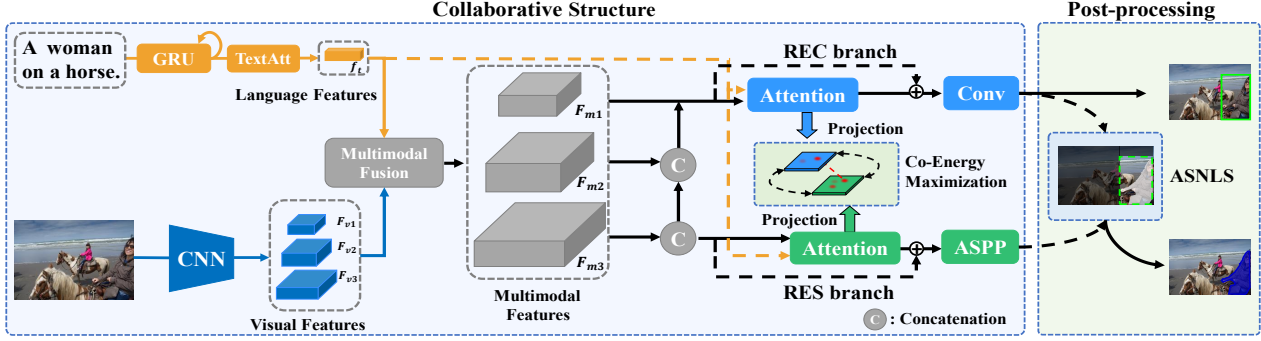 Collaborative Structure
Post-processing
A woman
on a horse.
GRU
TextAtt
f_t
Language Features
REC branch
Attention
Conv
F_m1
Projection
Multimodal
Fusion
C
Co-Energy
Maximization
ASNLS
F_m2
F_v1
Projection
CNN
F_v2
C
Attention
ASPP
F_v3
F_m3
RES branch
Multimodal
Features
Visual Features
C : Concatenation